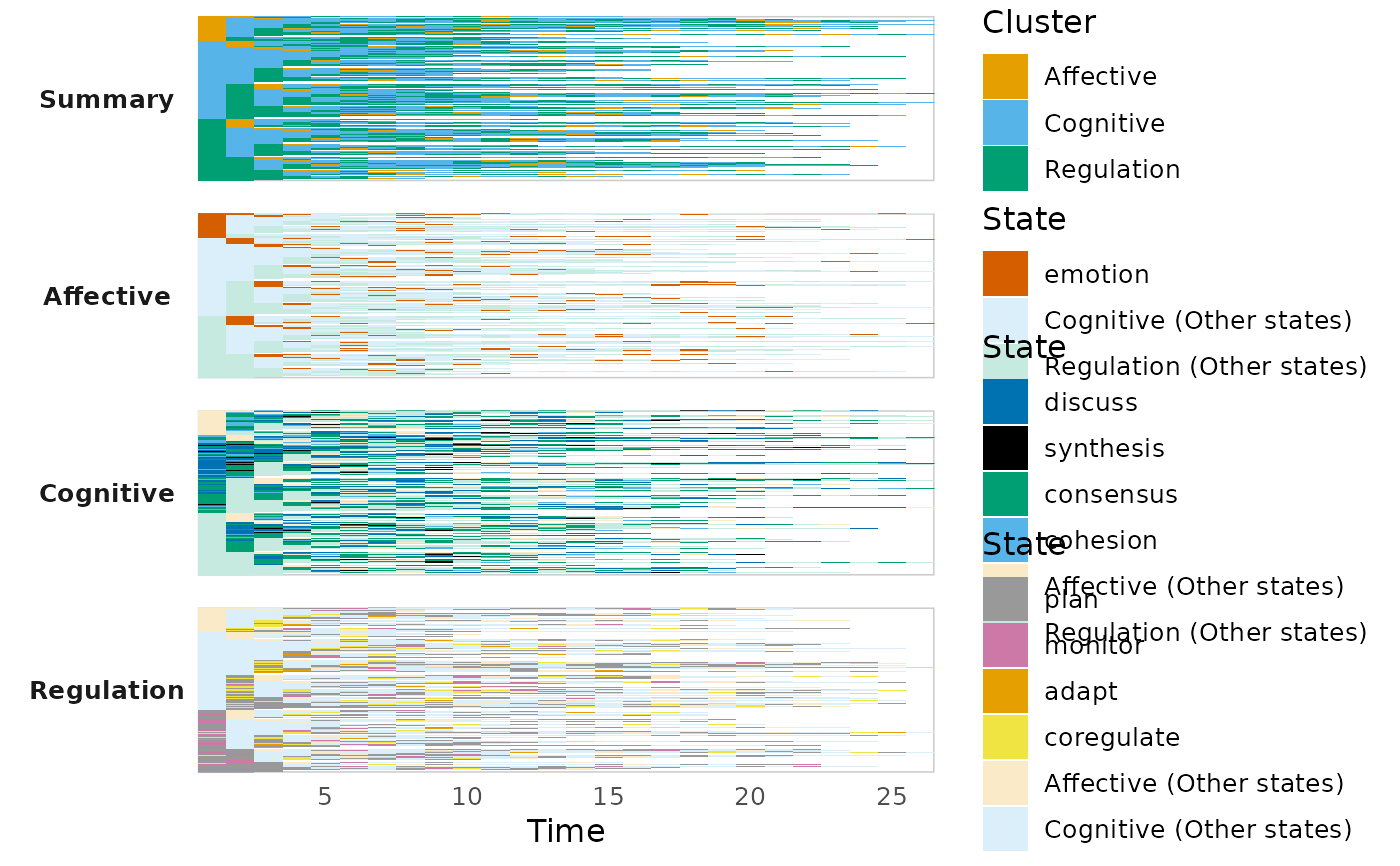 Summary
Affective
Cognitive
Regulation
5 10 15 20 25
Time
Cluster
Affective
Cognitive
Regulation
State
emotion
Cognitive (Other states)
State
Regulation (Other states)
discuss
synthesis
consensus
cohesion
State
Affective (Other states)
plan
Regulation (Other states)
monitor
adapt
coregulate
Affective (Other states)
Cognitive (Other states)